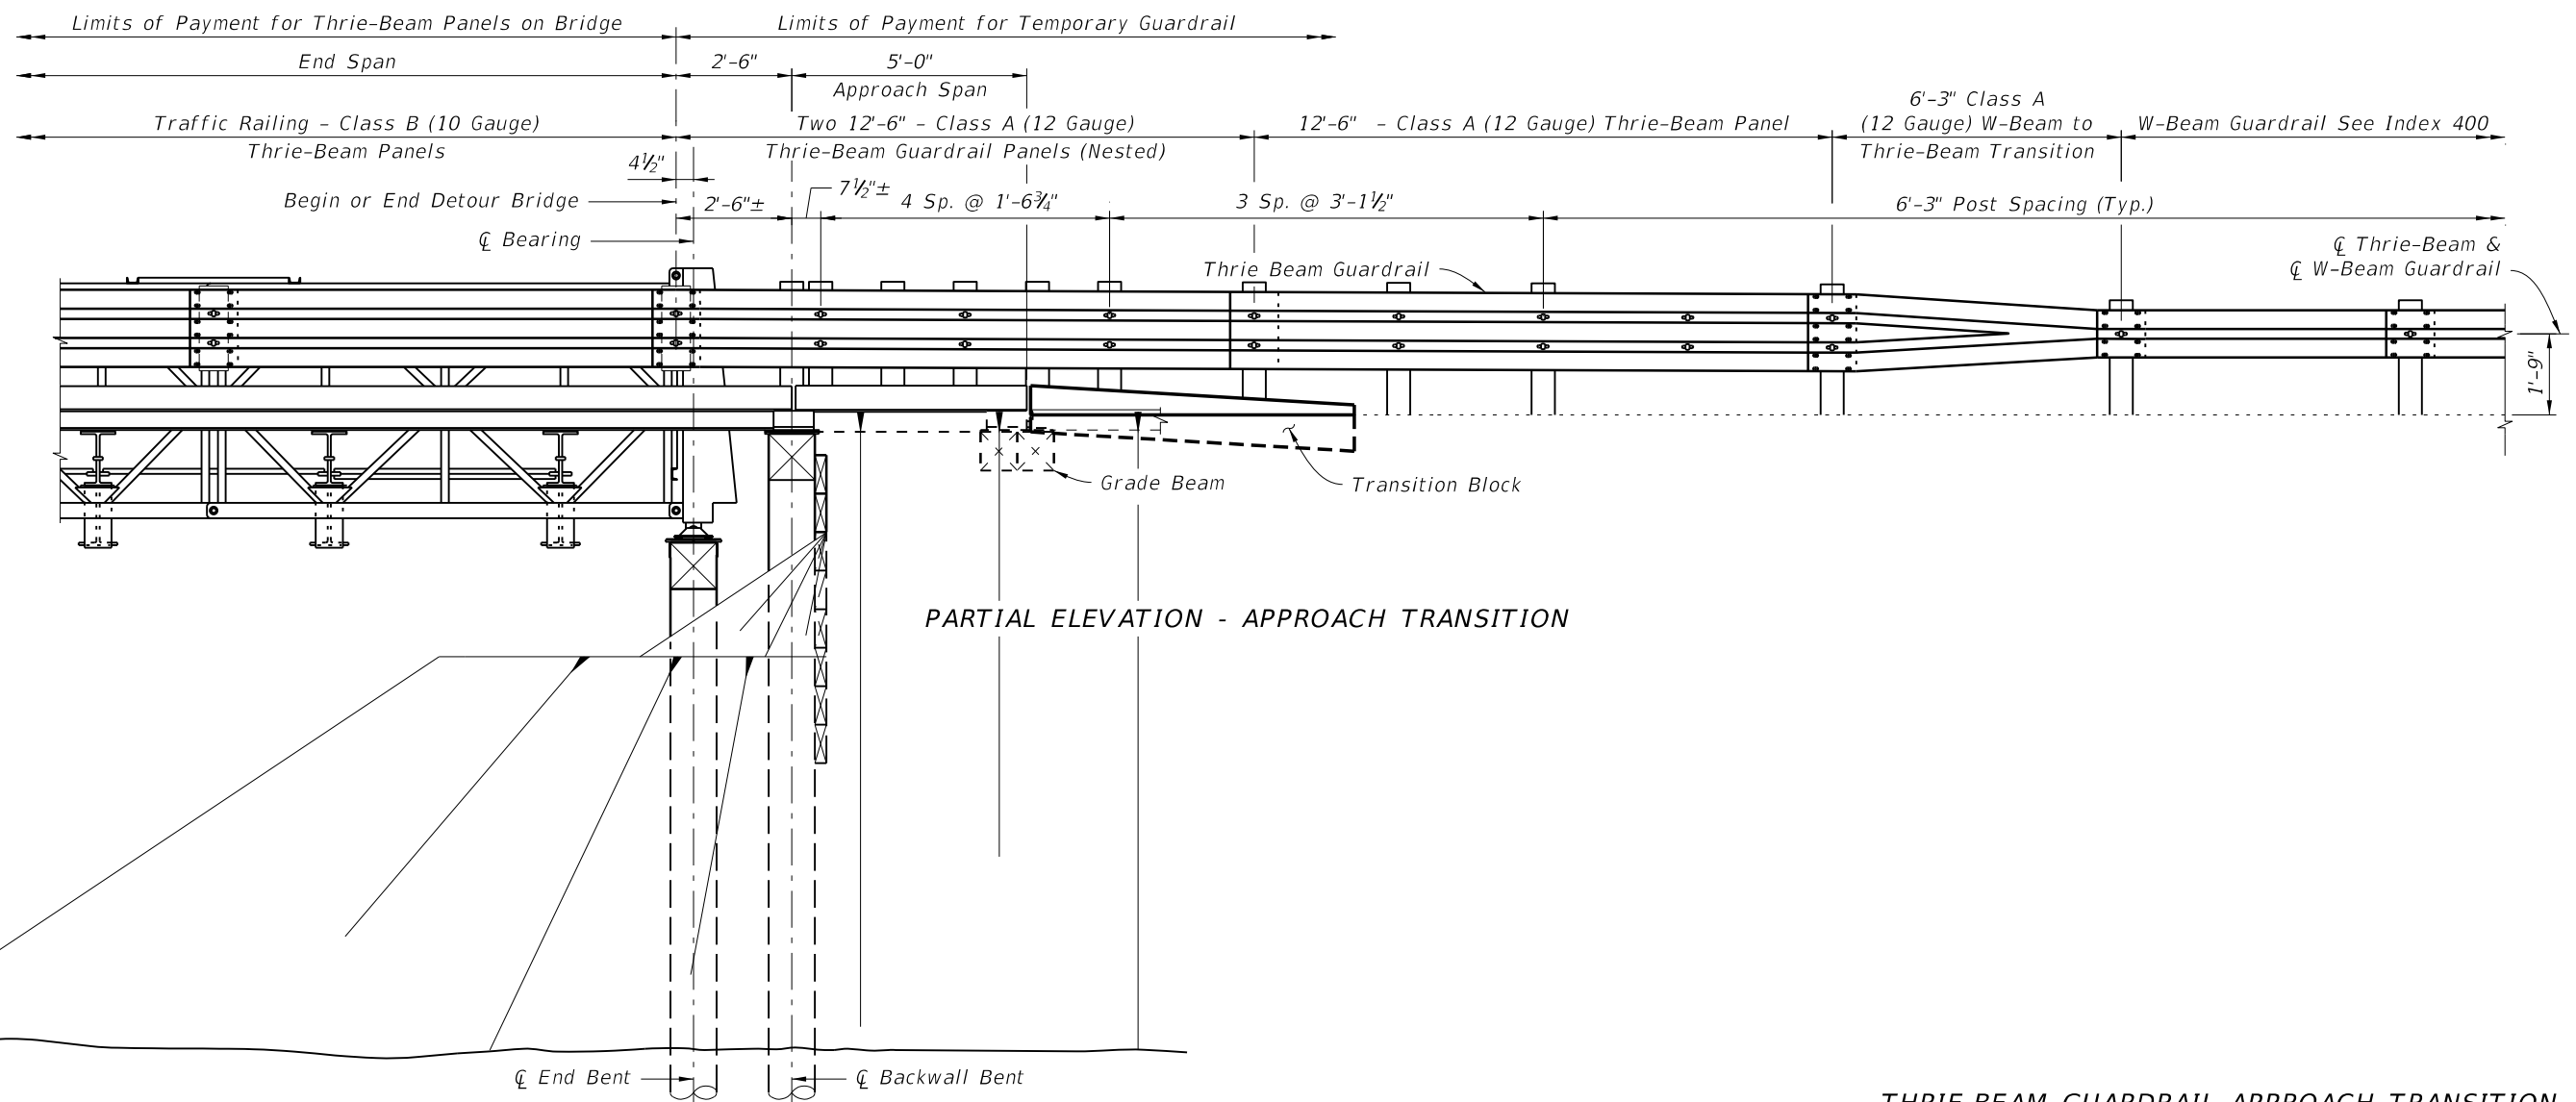 Limits of Payment for Thrie-Beam Panels on Bridge
Limits of Payment for Temporary Guardrail
End Span
2'-6"
5'-0"
Approach Span
Traffic Railing - Class B (10 Gauge)
Thrie-Beam Panels
Two 12'-6" - Class A (12 Gauge)
Thrie-Beam Guardrail Panels (Nested)
12'-6" - Class A (12 Gauge) Thrie-Beam Panel
6'-3" Class A
(12 Gauge) W-Beam to
Thrie-Beam Transition
W-Beam Guardrail See Index 400
4½"
Begin or End Detour Bridge
2'-6"±
7½"±
4 Sp. @ 1'-6¾"
3 Sp. @ 3'-1½"
6'-3" Post Spacing (Typ.)
℄ Bearing
℄ Thrie-Beam &
℄ W-Beam Guardrail
Thrie Beam Guardrail
1'-9"
Grade Beam
Transition Block
PARTIAL ELEVATION - APPROACH TRANSITION
℄ End Bent
℄ Backwall Bent
THRIE-BEAM GUARDRAIL APPROACH TRANSITION